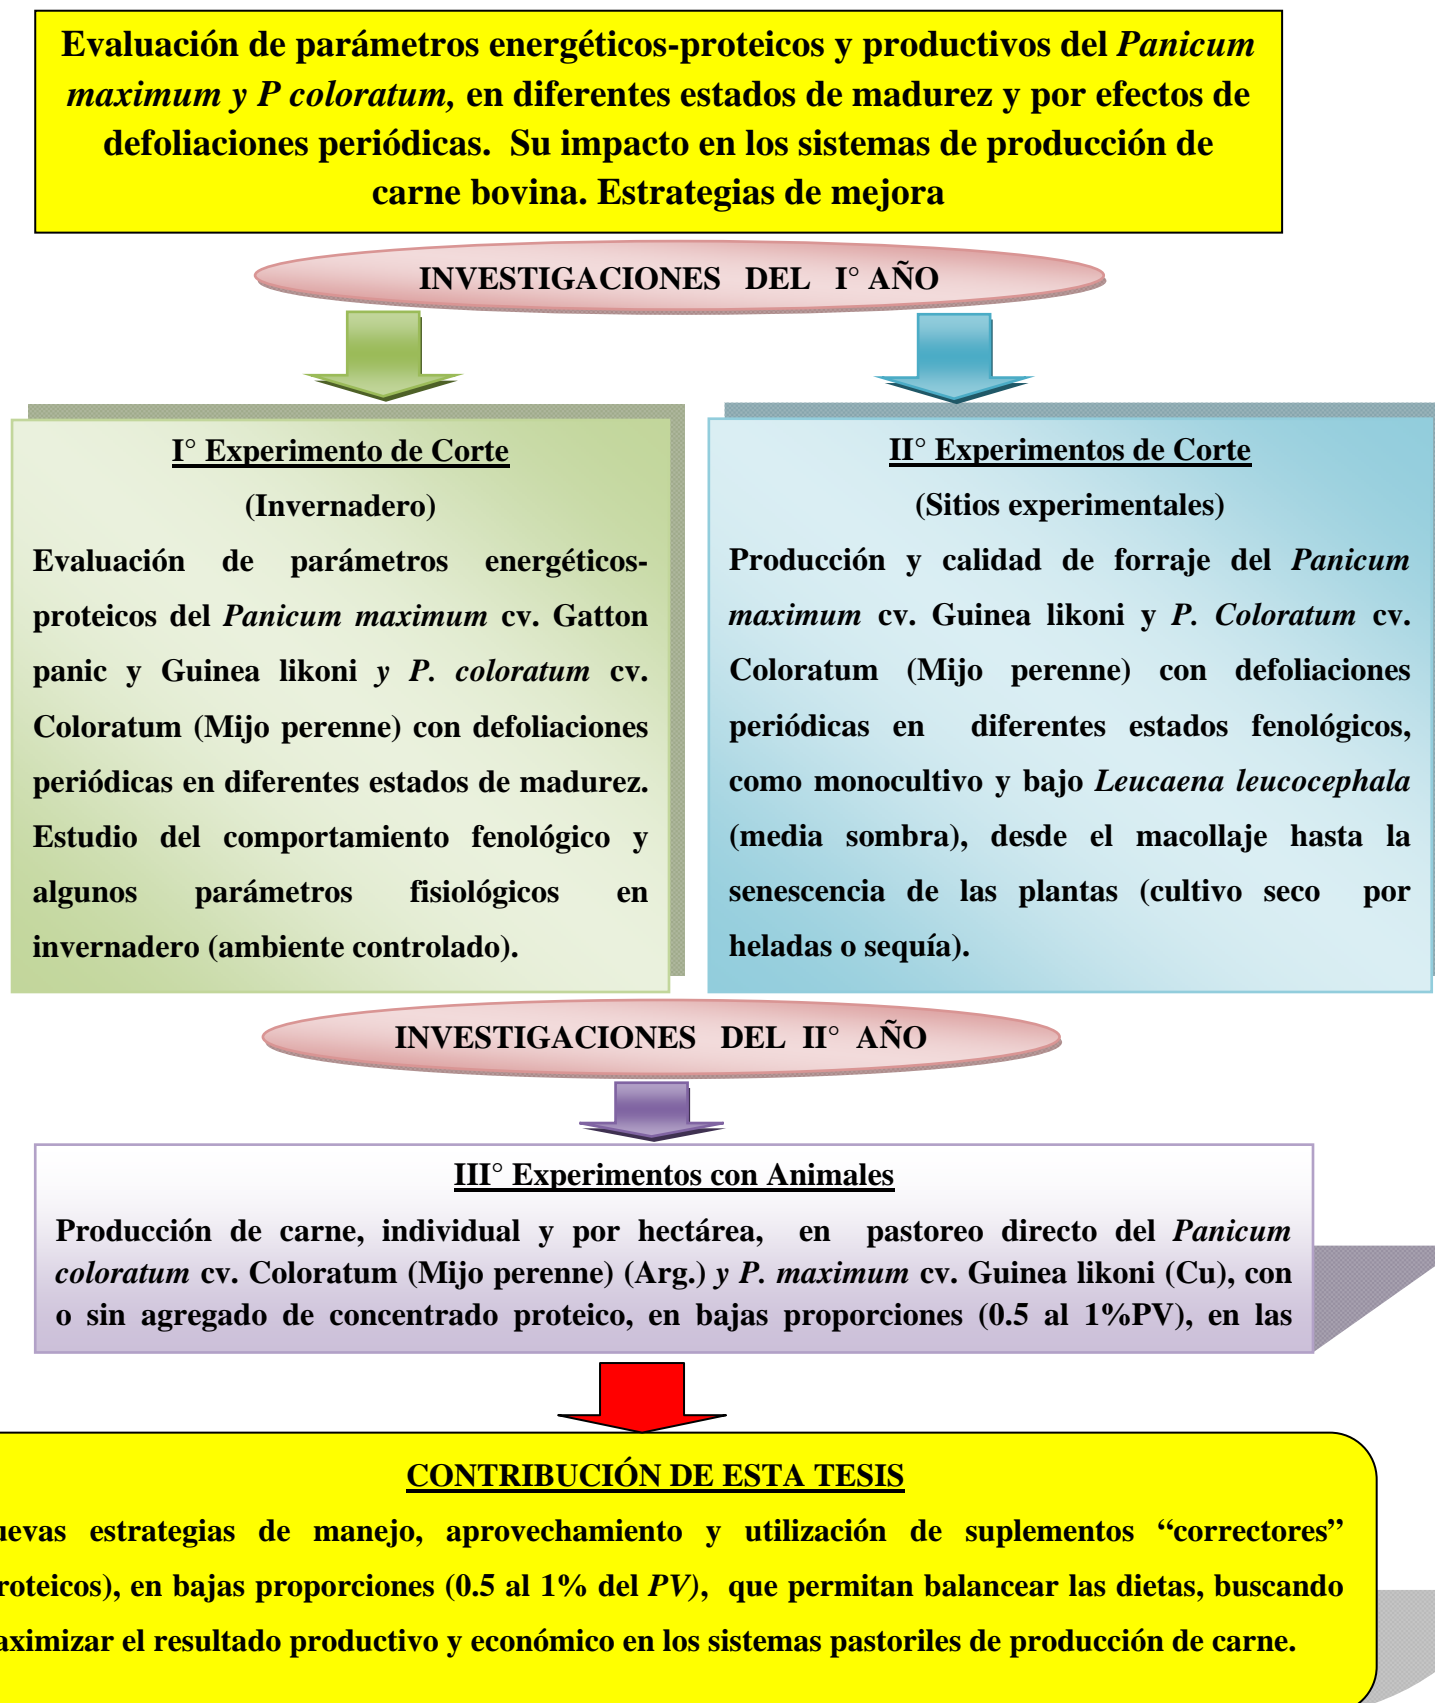 Evaluación de parámetros energéticos-proteicos y productivos del Panicum
maximum y P coloratum, en diferentes estados de madurez y por efectos de
defoliaciones periódicas. Su impacto en los sistemas de producción de
carne bovina. Estrategias de mejora
INVESTIGACIONES DEL I° AÑO
I° Experimento de Corte
(Invernadero)
Evaluación de parámetros energéticos-
proteicos del Panicum maximum cv. Gatton
panic y Guinea likoni y P. coloratum cv.
Coloratum (Mijo perenne) con defoliaciones
periódicas en diferentes estados de madurez.
Estudio del comportamiento fenológico y
algunos parámetros fisiológicos en
invernadero (ambiente controlado).
II° Experimentos de Corte
(Sitios experimentales)
Producción y calidad de forraje del Panicum
maximum cv. Guinea likoni y P. Coloratum cv.
Coloratum (Mijo perenne) con defoliaciones
periódicas en diferentes estados fenológicos,
como monocultivo y bajo Leucaena leucocephala
(media sombra), desde el macollaje hasta la
senescencia de las plantas (cultivo seco por
heladas o sequía).
INVESTIGACIONES DEL II° AÑO
III° Experimentos con Animales
Producción de carne, individual y por hectárea, en pastoreo directo del Panicum
coloratum cv. Coloratum (Mijo perenne) (Arg.) y P. maximum cv. Guinea likoni (Cu), con
o sin agregado de concentrado proteico, en bajas proporciones (0.5 al 1%PV), en las
CONTRIBUCIÓN DE ESTA TESIS
uevas estrategias de manejo, aprovechamiento y utilización de suplementos “correctores”
roteicos), en bajas proporciones (0.5 al 1% del PV), que permitan balancear las dietas, buscando
aximizar el resultado productivo y económico en los sistemas pastoriles de producción de carne.